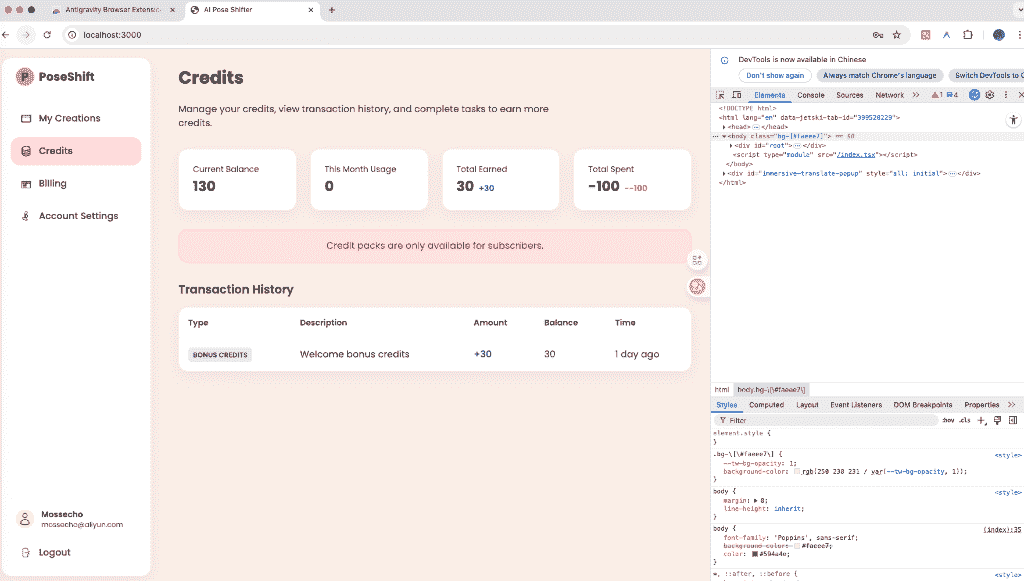 Antigravity Browser Extensi
AI Pose Shifter
localhost:3000
PoseShift
My Creations
Credits
Billing
Account Settings
Mossecho
mossecho@aliyun.com
Logout
Credits
Manage your credits, view transaction history, and complete tasks to earn more
credits.
Current Balance
130
This Month Usage
0
Total Earned
30 +30
Total Spent
-100 --100
Credit packs are only available for subscribers.
Transaction History
Type Description Amount Balance Time
BONUS CREDITS Welcome bonus credits +30 30 1 day ago
DevTools is now available in Chinese
Don't show again Always match Chrome's language Switch DevTools to C
Elements Console Sources Network >> 1 4
<!DOCTYPE html>
<html lang="en" data-jetski-tab-id="399528229">
<head> </head>
<body class="bg-[#faeee7]"> == $0
<div id="root"> </div>
<script type="module" src="/index.tsx"></script>
</body>
<div id="immersive-translate-popup" style="all: initial"> </div>
</html>
html body.bg-\[\#faeee7\]
Styles Computed Layout Event Listeners DOM Breakpoints Properties >>
Filter :hov .cls +
element.style {
}
.bg-\[\#faeee7\] { <style>
--tw-bg-opacity: 1;
background-color: rgb(250 238 231 / var(--tw-bg-opacity, 1));
}
body { <style>
margin: 0;
line-height: inherit;
}
body { (index):35
font-family: 'Poppins', sans-serif;
background-color: #faeee7;
color: #594a4e;
}
*, ::after, ::before { <style>